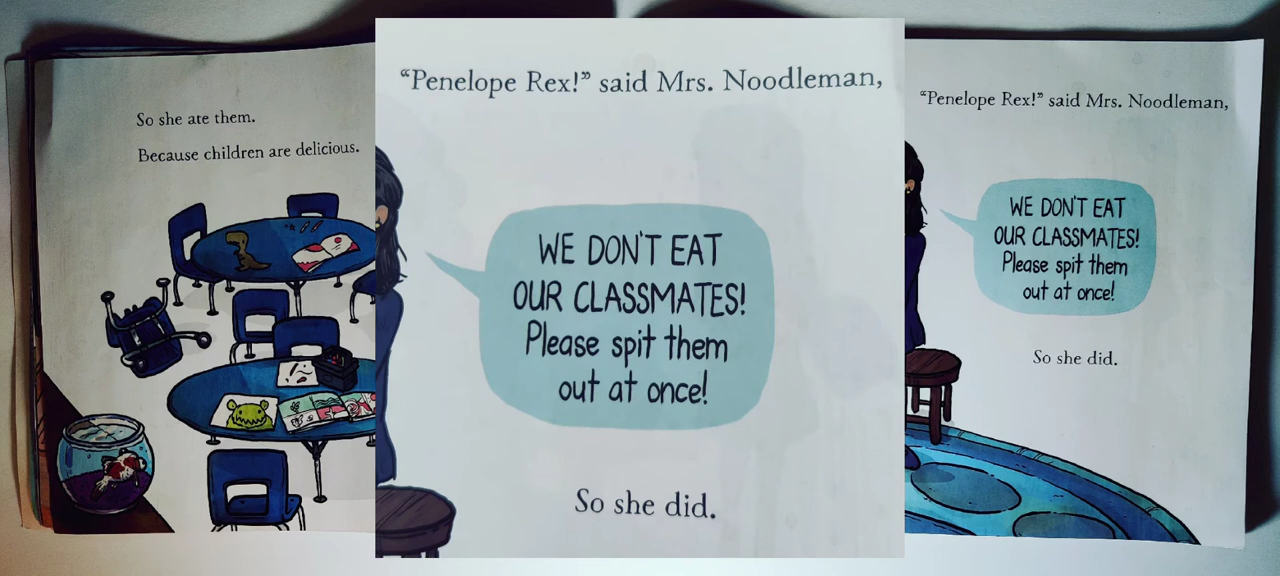 So she ate them.
Because children are delicious.
“Penelope Rex!” said Mrs. Noodleman,
WE DON'T EAT
OUR CLASSMATES!
Please spit them
out at once!
So she did.
“Penelope Rex!” said Mrs. Noodleman,
WE DON'T EAT
OUR CLASSMATES!
Please spit them
out at once!
So she did.